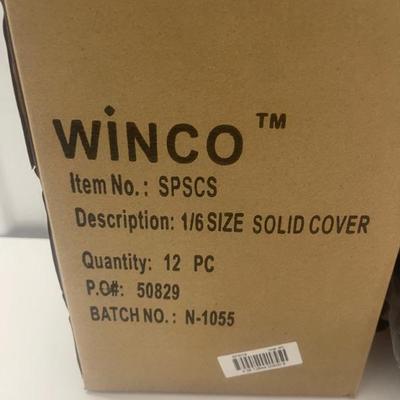 WINCO™
Item No.: SPSCS
Description: 1/6 SIZE SOLID COVER
Quantity: 12 PC
P.O#: 50829
BATCH NO.: N-1055